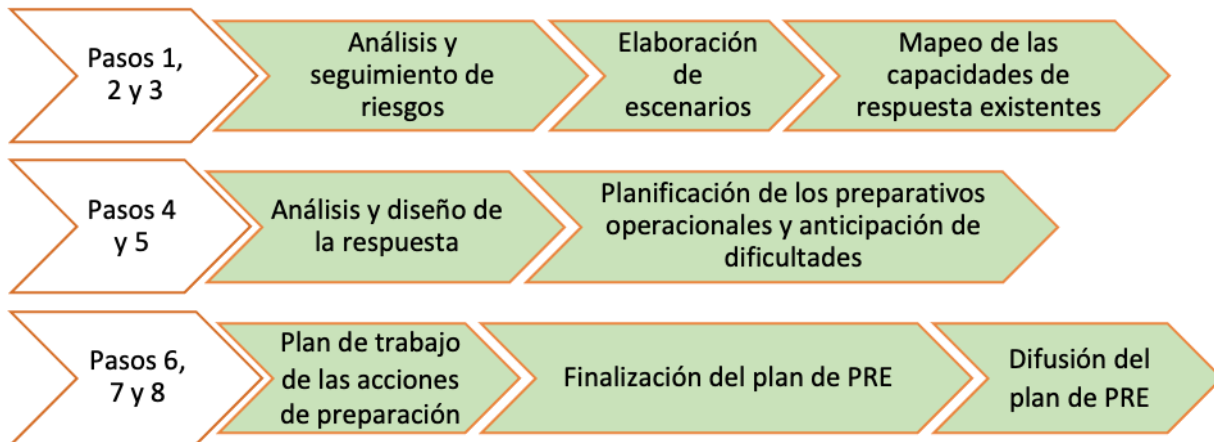 Pasos 1,
2 y 3
Análisis y
seguimiento de
riesgos
Elaboración
de
escenarios
Mapeo de las
capacidades de
respuesta existentes
Pasos 4
y 5
Análisis y diseño de
la respuesta
Planificación de los preparativos
operacionales y anticipación de
dificultades
Pasos 6,
7 y 8
Plan de trabajo
de las acciones
de preparación
Finalización del plan de PRE
Difusión del
plan de PRE